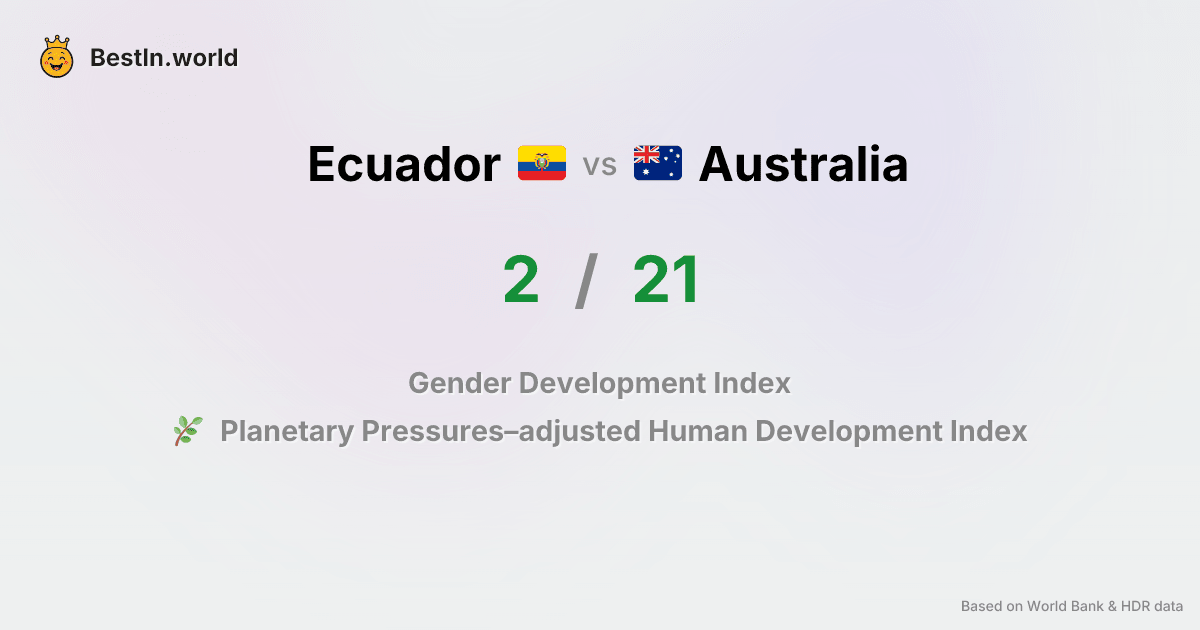 BestIn.world
Ecuador vs Australia
2 / 21
Gender Development Index
Planetary Pressures–adjusted Human Development Index
Based on World Bank & HDR data